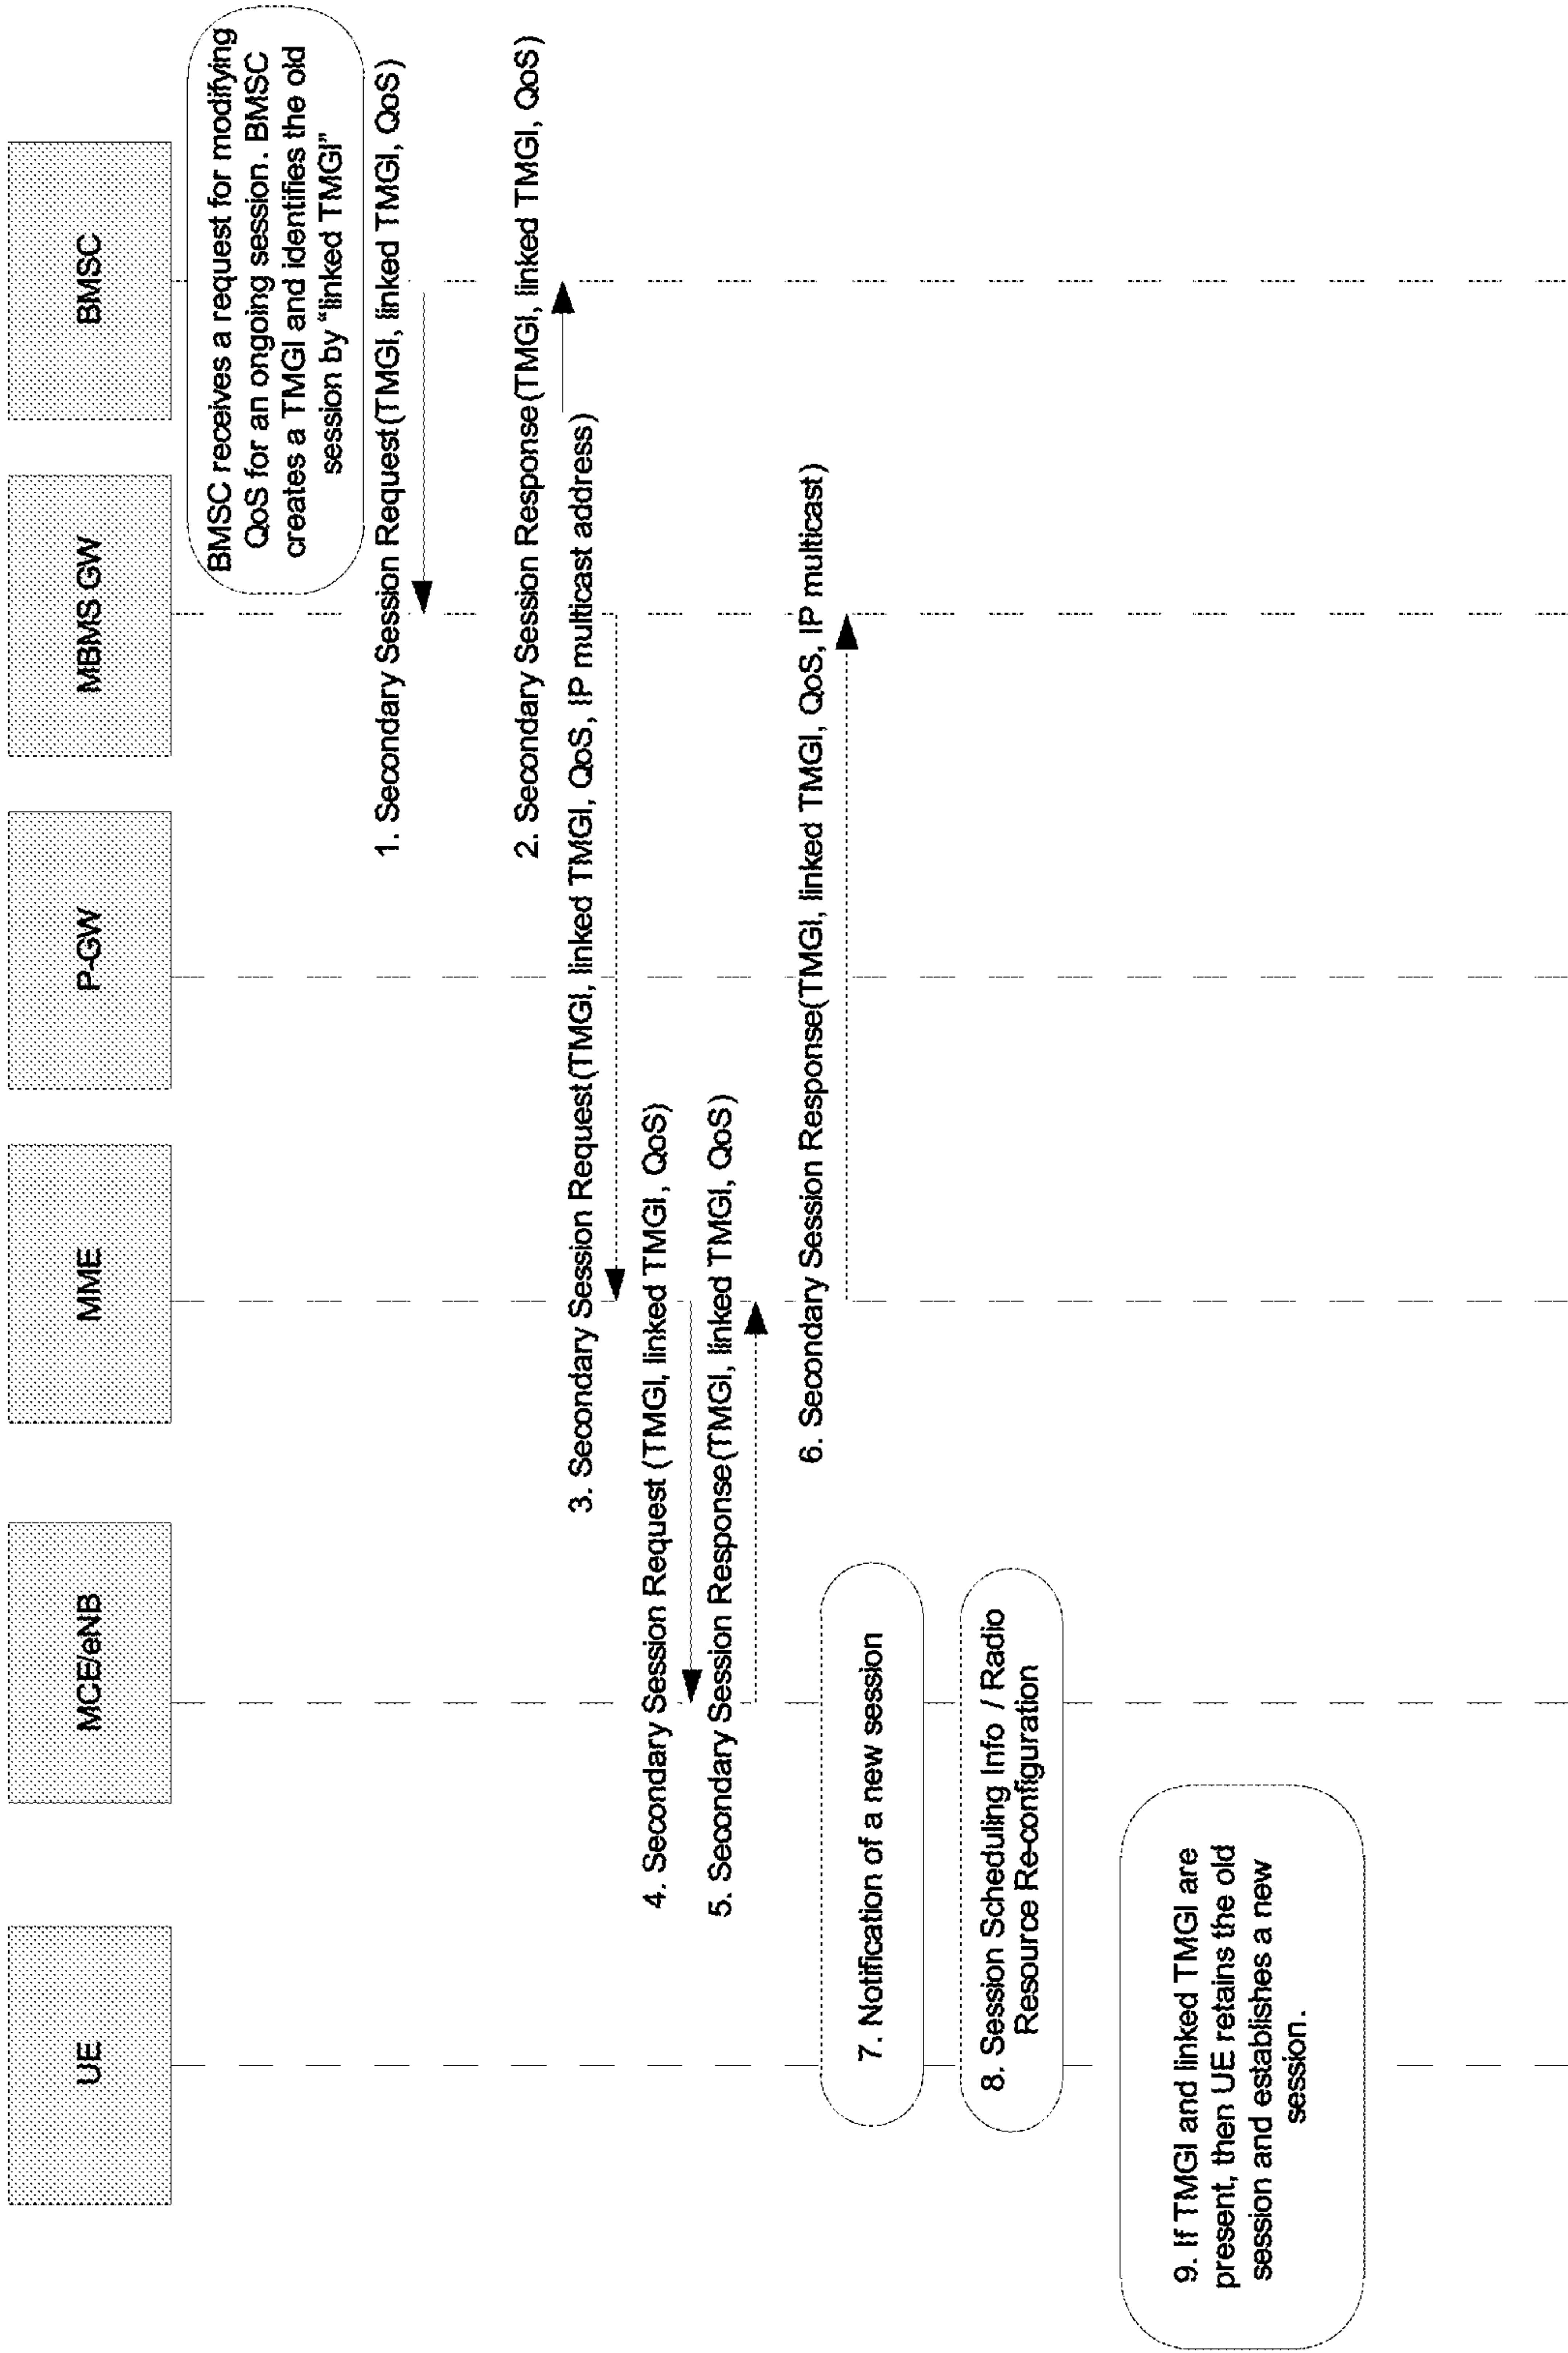 UE
MCE/eNB
MME
P-GW
MBMS GW
BMSC
BMSC receives a request for modifying
QoS for an ongoing session. BMSC
creates a TMGI and identifies the old
session by “linked TMGI”
1. Secondary Session Request(TMGI, linked TMGI, QoS)
2. Secondary Session Response(TMGI, linked TMGI, QoS)
3. Secondary Session Request(TMGI, linked TMGI, QoS, IP multicast address)
4. Secondary Session Request (TMGI, linked TMGI, QoS)
5. Secondary Session Response(TMGI, linked TMGI, QoS)
6. Secondary Session Response(TMGI, linked TMGI, QoS, IP multicast)
7. Notification of a new session
8. Session Scheduling Info / Radio
Resource Re-configuration
9. If TMGI and linked TMGI are
present, then UE retains the old
session and establishes a new
session.